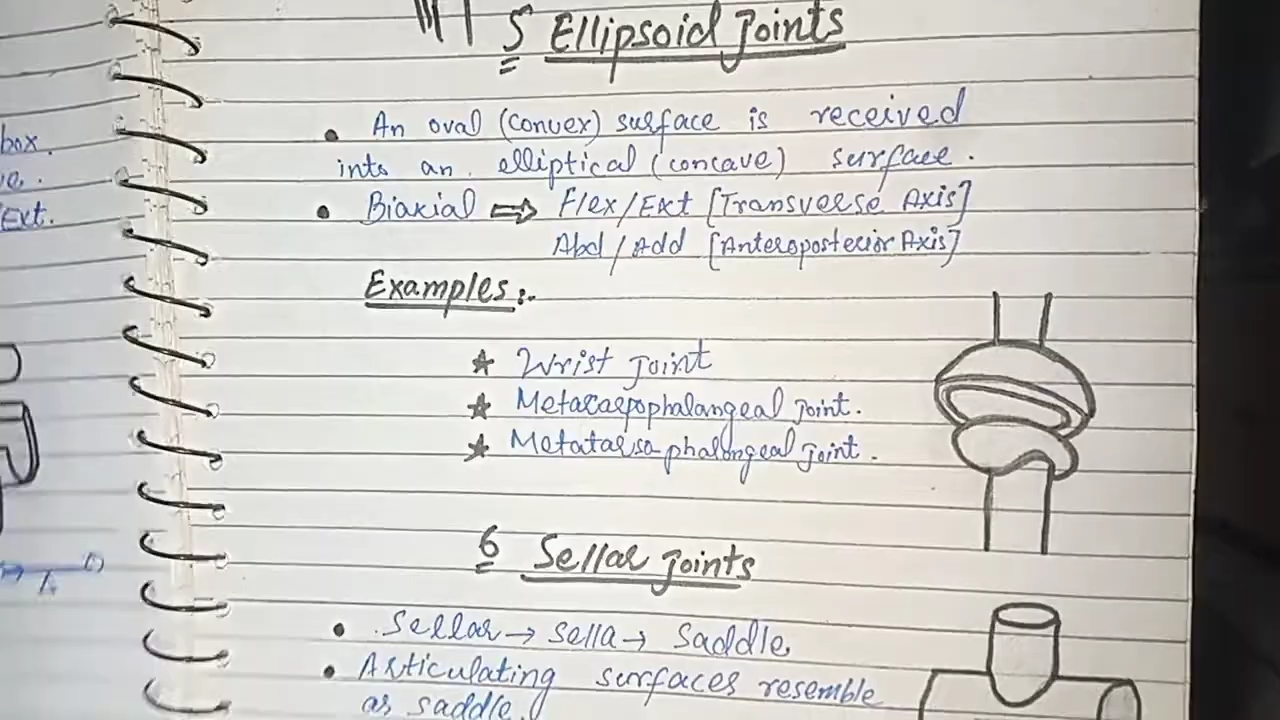 5 Ellipsoid Joints
• An oval (convex) surface is received
into an elliptical (concave) surface.
• Biaxial ⇒ Flex/Ext [Transverse Axis]
Abd/Add [Anteroposterior Axis]
Examples:-
★ Wrist Joint
★ Metacarpophalangeal Joint.
★ Metatarsophalangeal Joint.
6 Sellar Joints
• Sellar → sella → saddle
• Articulating surfaces resemble
as saddle.
box.
Ext.